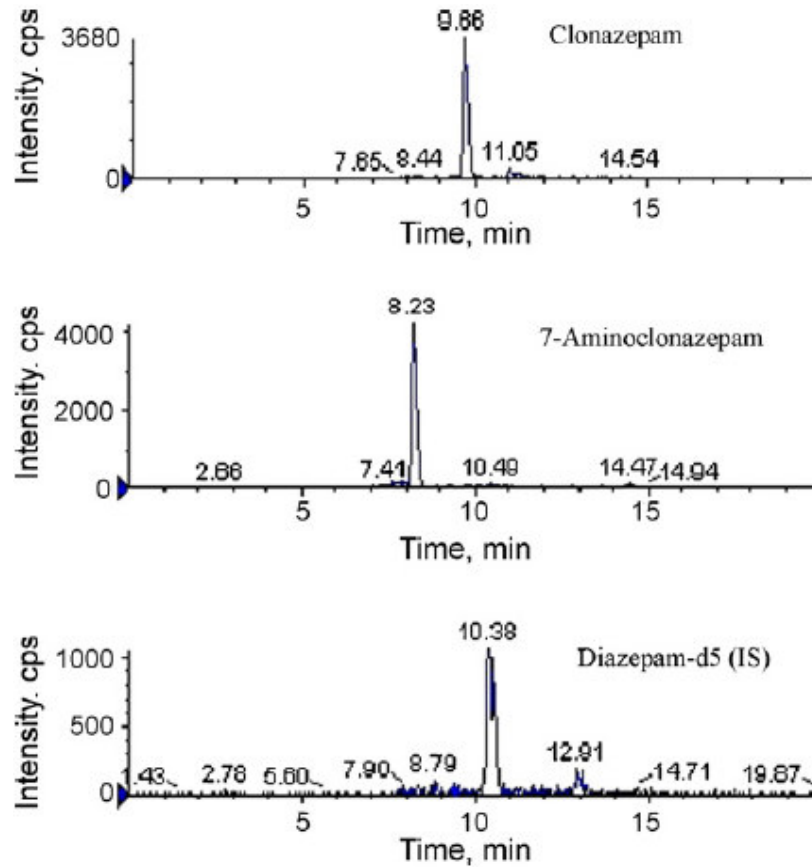 9.66
3680
Clonazepam
Intensity. cps
7.65 8.44 11.05 14.54
0
5 10 15
Time, min
8.23
4000
7-Aminoclonazepam
Intensity. cps
2000
2.66 7.41 10.49 14.47 14.94
0
5 10 15
Time, min
10.38
1000
Diazepam-d5 (IS)
Intensity. cps
500
12.91
1.43 2.76 5.60 7.90 8.79 14.71 19.67
0
5 10 15
Time, min